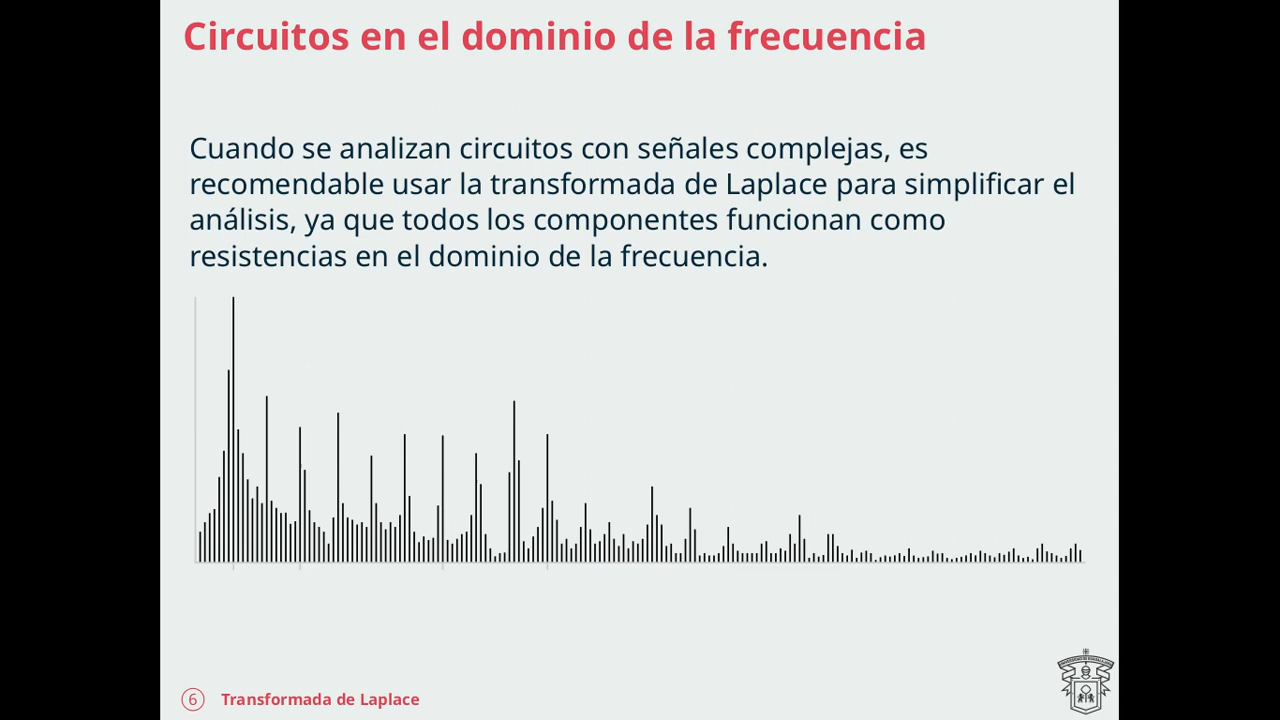 Circuitos en el dominio de la frecuencia
Cuando se analizan circuitos con señales complejas, es
recomendable usar la transformada de Laplace para simplificar el
análisis, ya que todos los componentes funcionan como
resistencias en el dominio de la frecuencia.
6 Transformada de Laplace